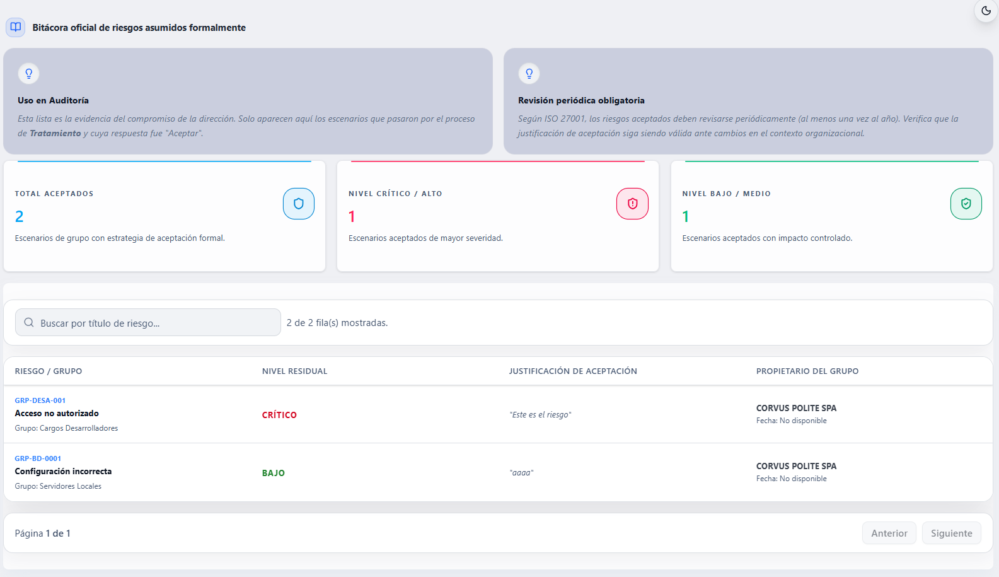 Bitácora oficial de riesgos asumidos formalmente
Uso en Auditoría
Esta lista es la evidencia del compromiso de la dirección. Solo aparecen aquí los escenarios que pasaron por el proceso
de Tratamiento y cuya respuesta fue "Aceptar".
Revisión periódica obligatoria
Según ISO 27001, los riesgos aceptados deben revisarse periódicamente (al menos una vez al año). Verifica que la
justificación de aceptación siga siendo válida ante cambios en el contexto organizacional.
TOTAL ACEPTADOS
2
Escenarios de grupo con estrategia de aceptación formal.
NIVEL CRÍTICO / ALTO
1
Escenarios aceptados de mayor severidad.
NIVEL BAJO / MEDIO
1
Escenarios aceptados con impacto controlado.
Buscar por título de riesgo...
2 de 2 fila(s) mostradas.
RIESGO / GRUPO NIVEL RESIDUAL JUSTIFICACIÓN DE ACEPTACIÓN PROPIETARIO DEL GRUPO
GRP-DESA-001
Acceso no autorizado
Grupo: Cargos Desarrolladores
CRÍTICO
"Este es el riesgo"
CORVUS POLITE SPA
Fecha: No disponible
GRP-BD-0001
Configuración incorrecta
Grupo: Servidores Locales
BAJO
"aaaa"
CORVUS POLITE SPA
Fecha: No disponible
Página 1 de 1
Anterior
Siguiente